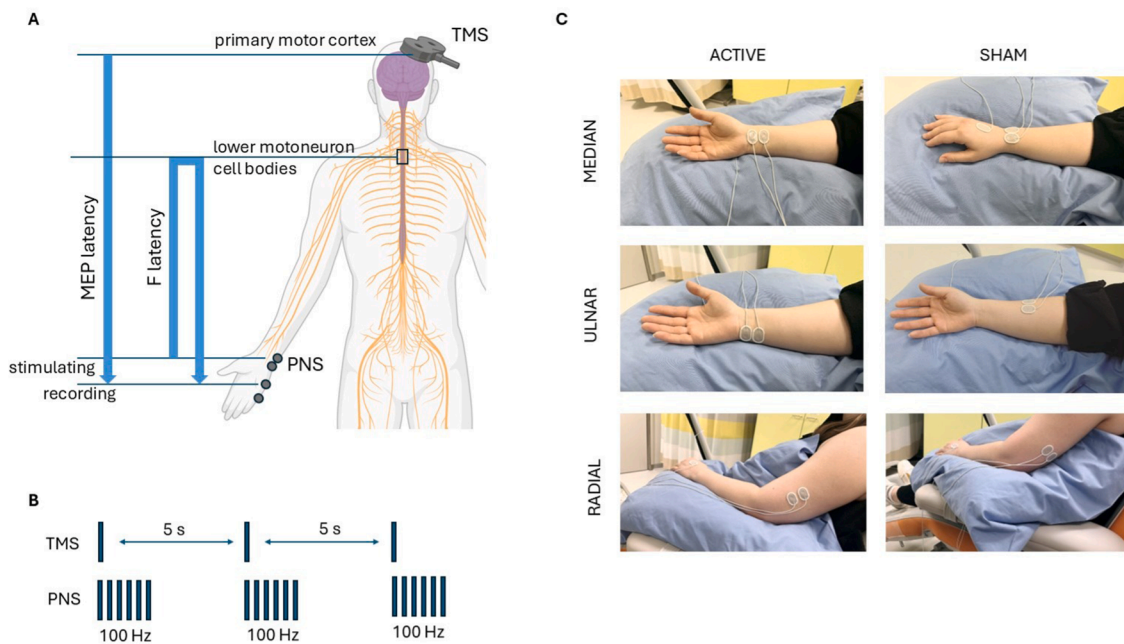 A
primary motor cortex
TMS
lower motoneuron
cell bodies
MEP latency
F latency
PNS
stimulating
recording
B
TMS
5 s
5 s
PNS
100 Hz
100 Hz
100 Hz
C
ACTIVE
SHAM
MEDIAN
ULNAR
RADIAL